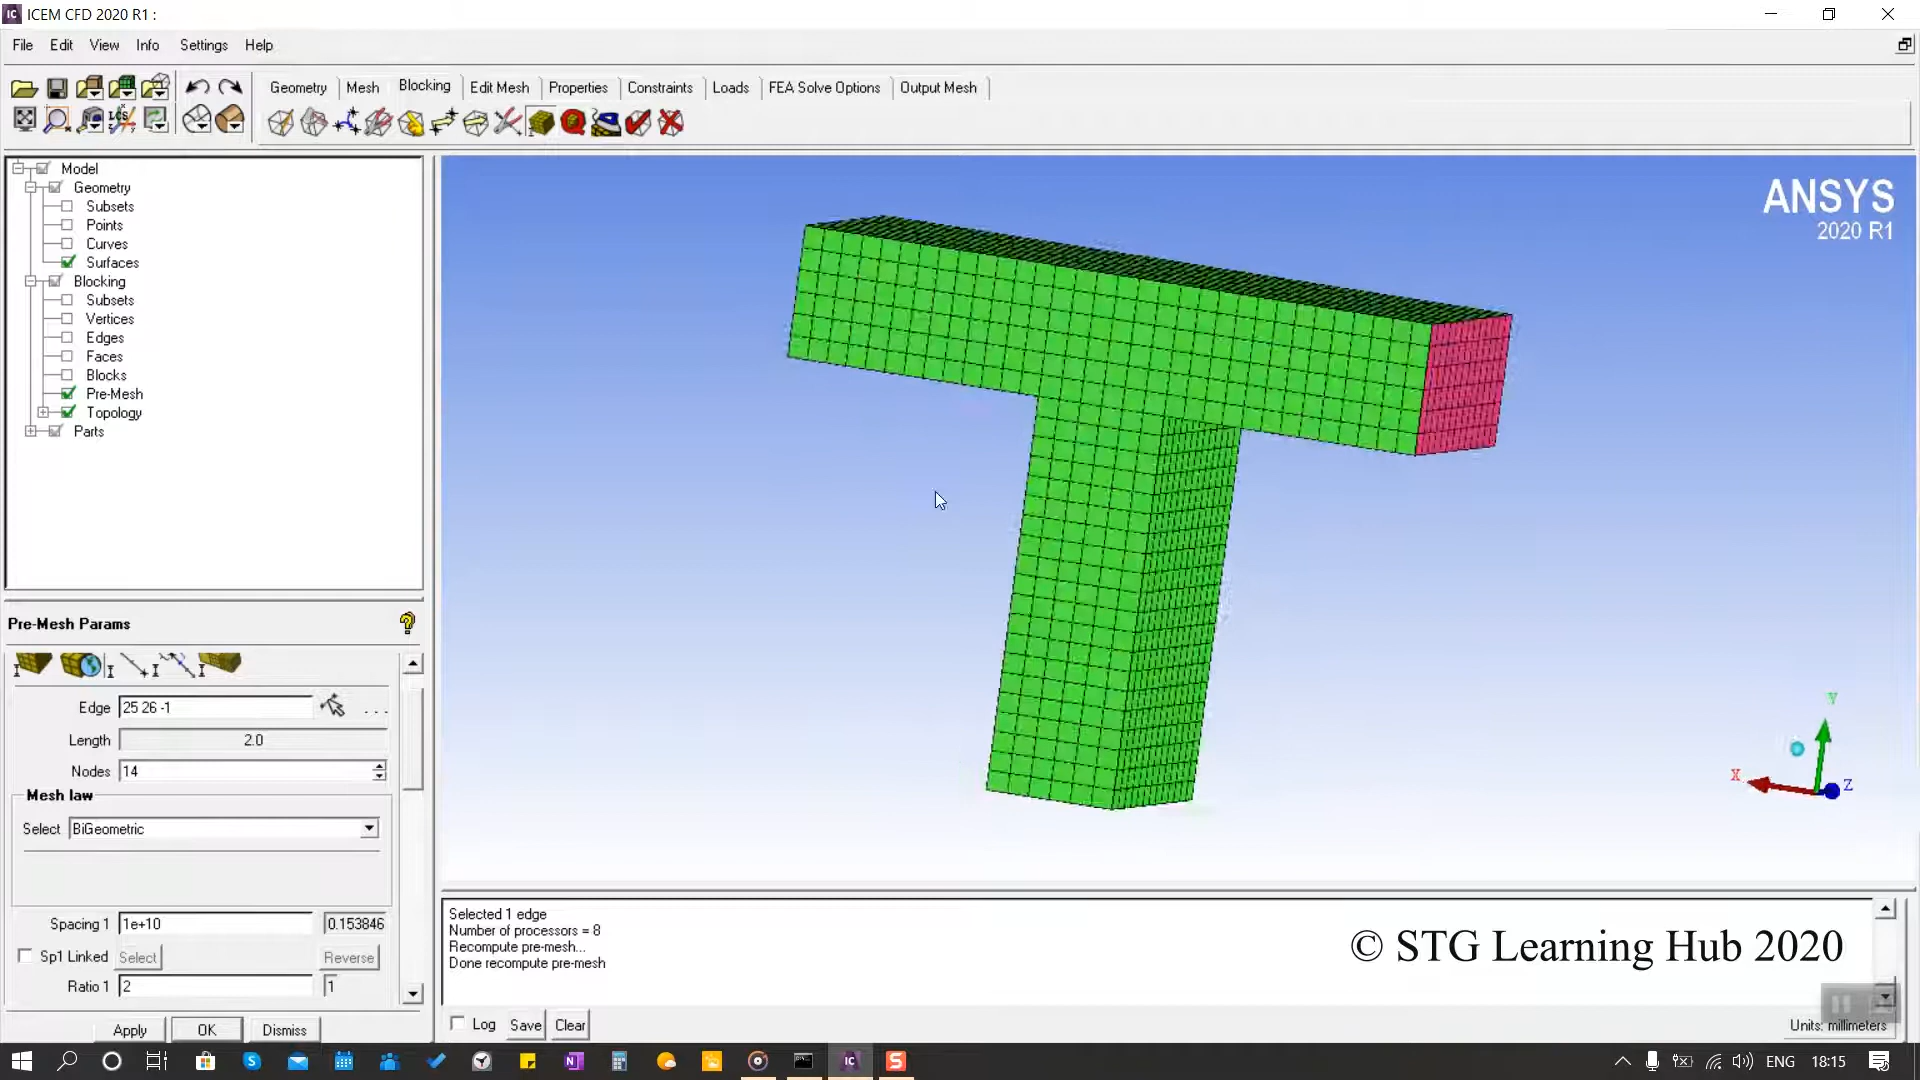 IC ICEM CFD 2020 R1 :
File Edit View Info Settings Help
Geometry Mesh Blocking Edit Mesh Properties Constraints Loads FEA Solve Options Output Mesh
LCS
Model
Geometry
Subsets
Points
Curves
Surfaces
Blocking
Subsets
Vertices
Edges
Faces
Blocks
Pre-Mesh
Topology
Parts
ANSYS
2020 R1
Pre-Mesh Params
Edge 25 26 -1 ...
Length 2.0
Nodes 14
Mesh law
Select BiGeometric
Spacing 1 1e+10 0.153846
Sp1 Linked Select Reverse
Ratio 1 2 1
Apply OK Dismiss
Y
X
Z
Selected 1 edge
Number of processors = 8
Recompute pre-mesh...
Done recompute pre-mesh
© STG Learning Hub 2020
Log Save Clear
Units: millimeters
ENG 18:15